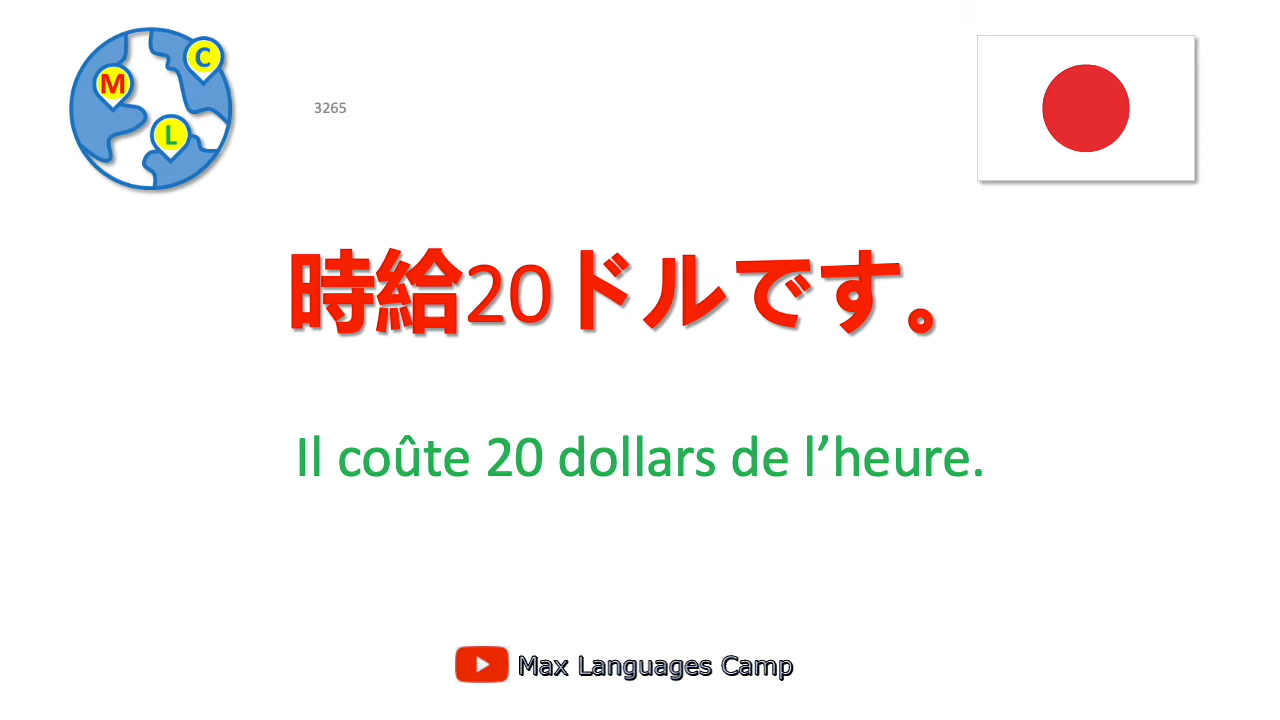 M
C
L
3265
時給20ドルです。
Il coûte 20 dollars de l’heure.
Max Languages Camp